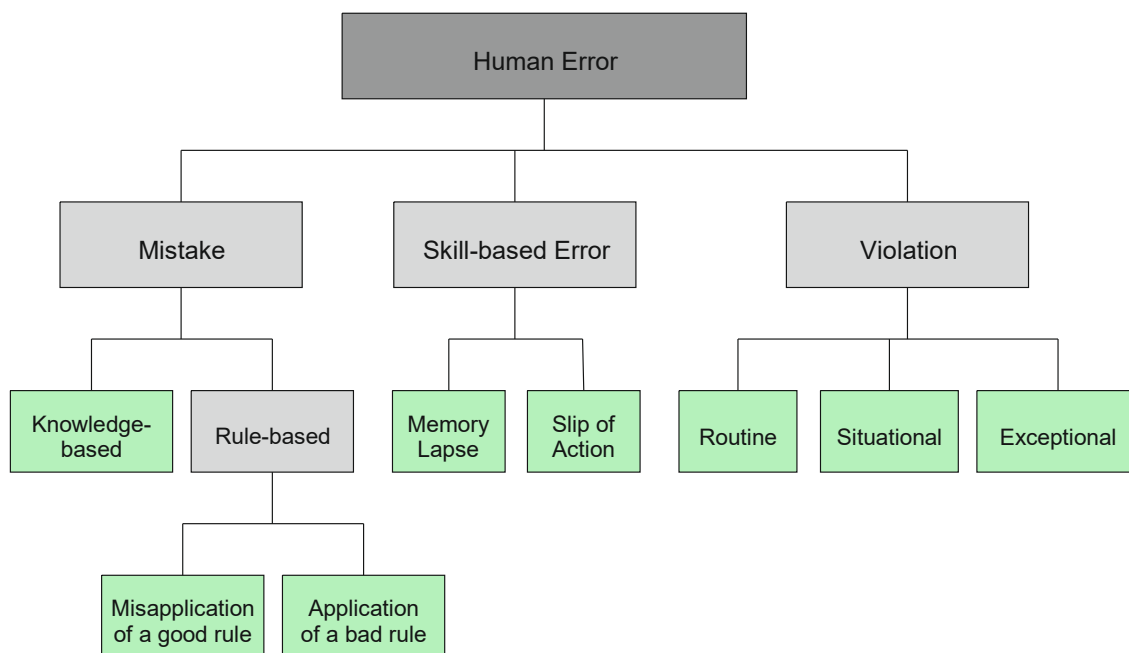 Human Error
Mistake
Skill-based Error
Violation
Knowledge-
based
Rule-based
Memory
Lapse
Slip of
Action
Routine
Situational
Exceptional
Misapplication
of a good rule
Application
of a bad rule